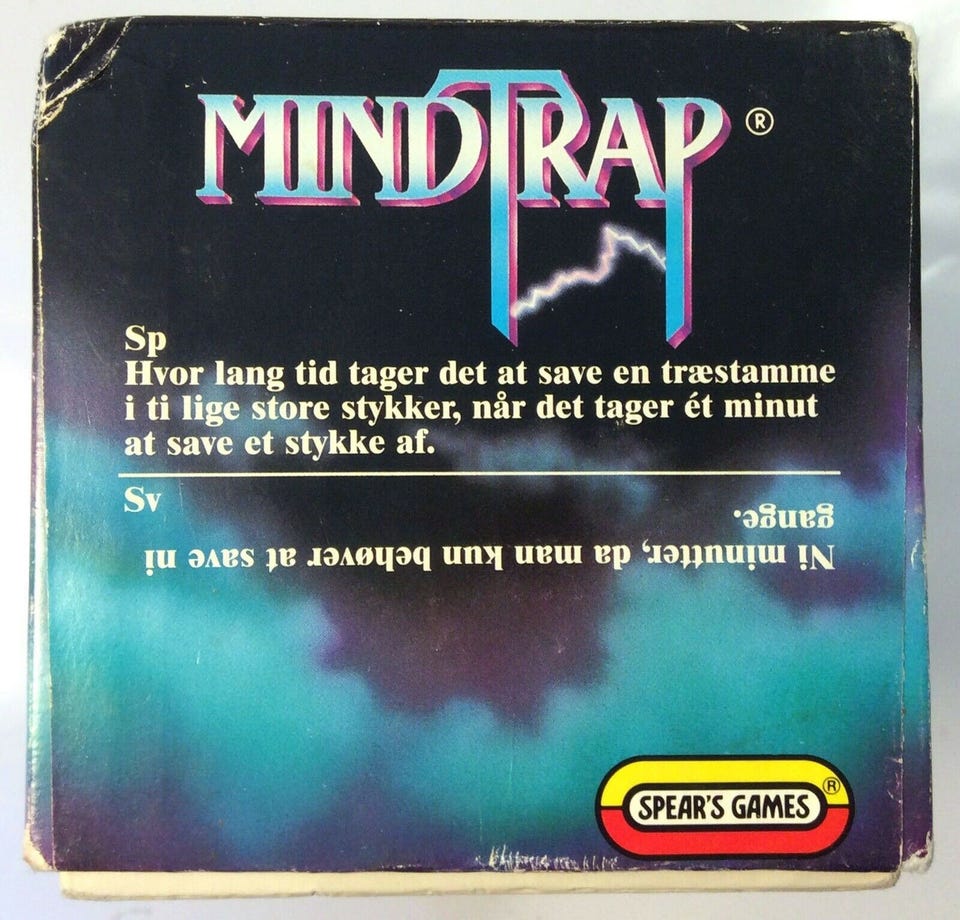 MINDTRAP ®
Sp
Hvor lang tid tager det at save en træstamme
i ti lige store stykker, når det tager ét minut
at save et stykke af.
Sv
Ni minutter, da man kun behøver at save ni
gange.
SPEAR'S GAMES ®